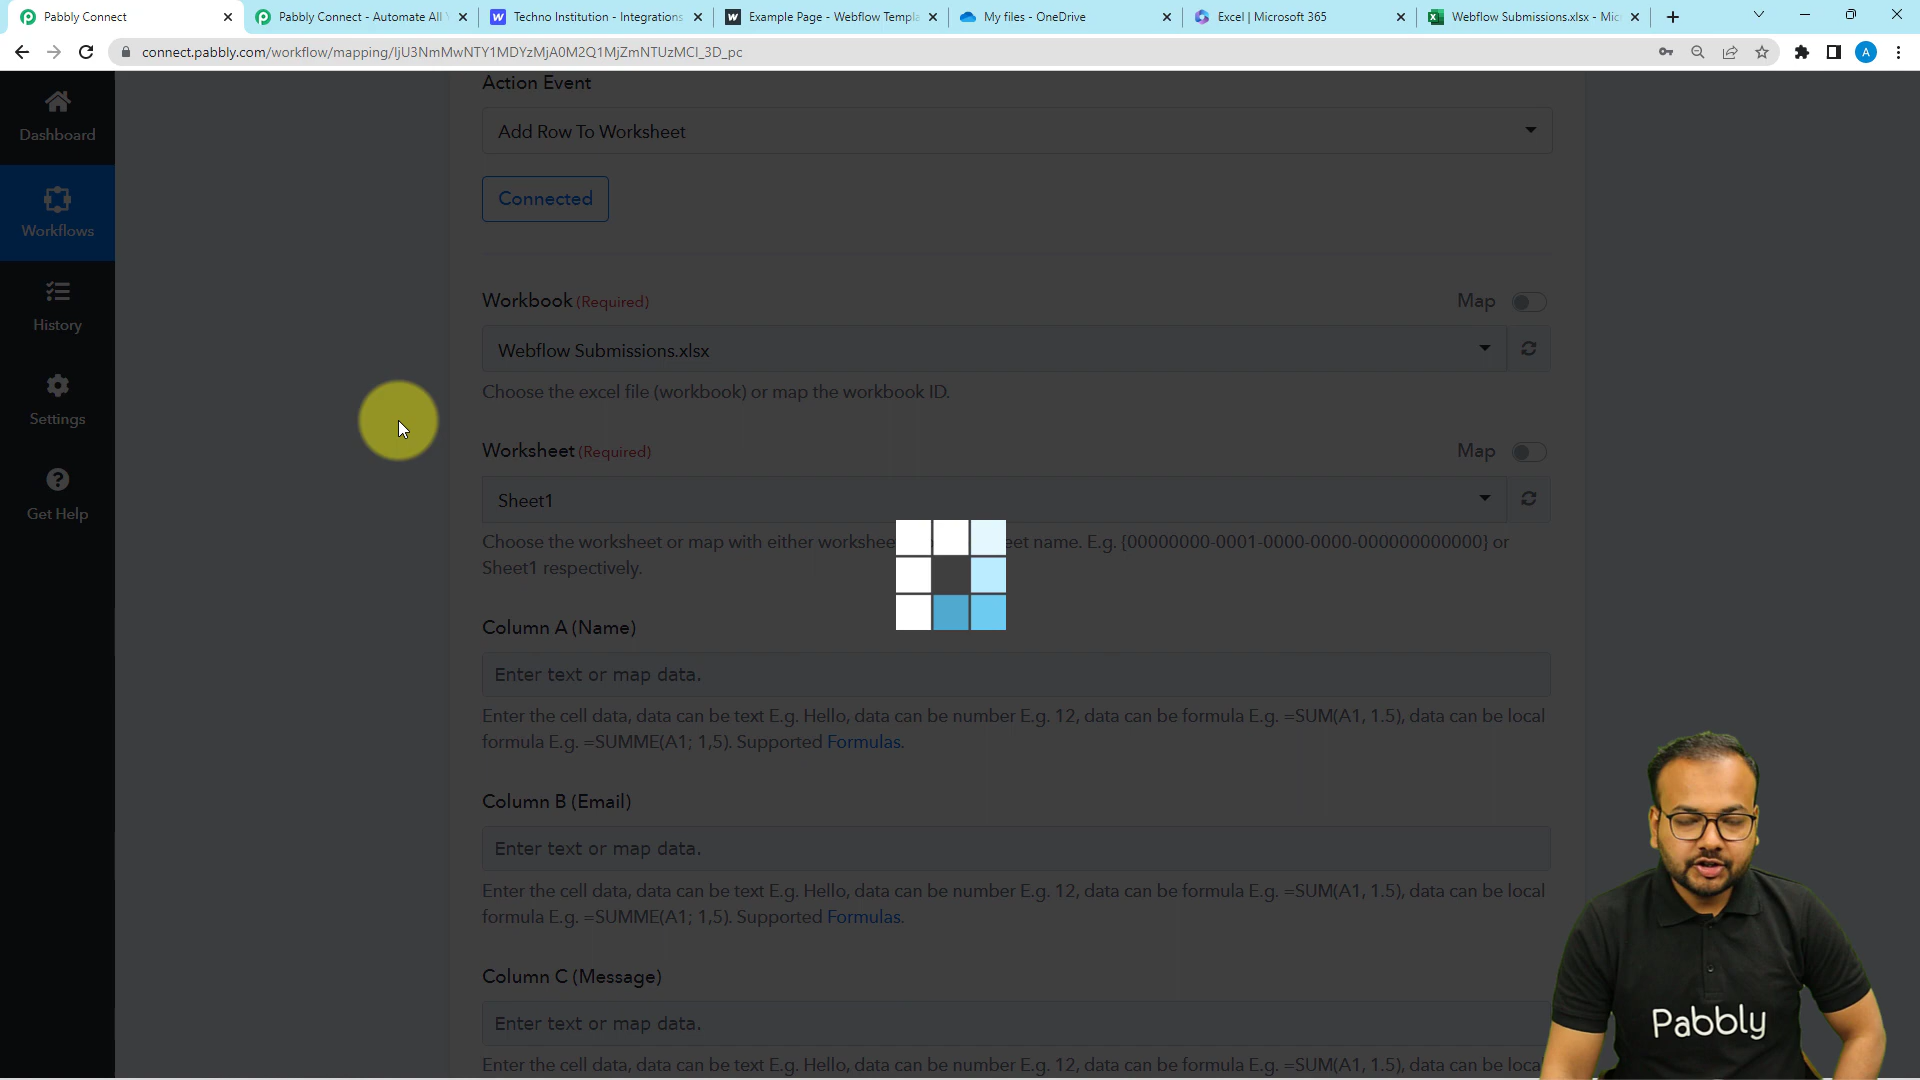 Pabbly Connect
Pabbly Connect - Automate All
Techno Institution - Integrations
Example Page - Webflow Templa
My files - OneDrive
Excel | Microsoft 365
Webflow Submissions.xlsx - Mic
connect.pabbly.com/workflow/mapping/IjU3NmMwNTY1MDYzMjA0M2Q1MjZmNTUzMCI_3D_pc
A
Dashboard
Workflows
History
Settings
Get Help
Action Event
Add Row To Worksheet
Connected
Workbook (Required)
Map
Webflow Submissions.xlsx
Choose the excel file (workbook) or map the workbook ID.
Worksheet (Required)
Map
Sheet1
Choose the worksheet or map with either workshee eet name. E.g. {00000000-0001-0000-0000-000000000000} or
Sheet1 respectively.
Column A (Name)
Enter text or map data.
Enter the cell data, data can be text E.g. Hello, data can be number E.g. 12, data can be formula E.g. =SUM(A1, 1.5), data can be local
formula E.g. =SUMME(A1; 1,5). Supported Formulas.
Column B (Email)
Enter text or map data.
Enter the cell data, data can be text E.g. Hello, data can be number E.g. 12, data can be formula E.g. =SUM(A1, 1.5), data can be local
formula E.g. =SUMME(A1; 1,5). Supported Formulas.
Column C (Message)
Enter text or map data.
Enter the cell data, data can be text E.g. Hello, data can be number E.g. 12, data can be formula E.g. =SUM(A1, 1.5), data can be loca
Pabbly